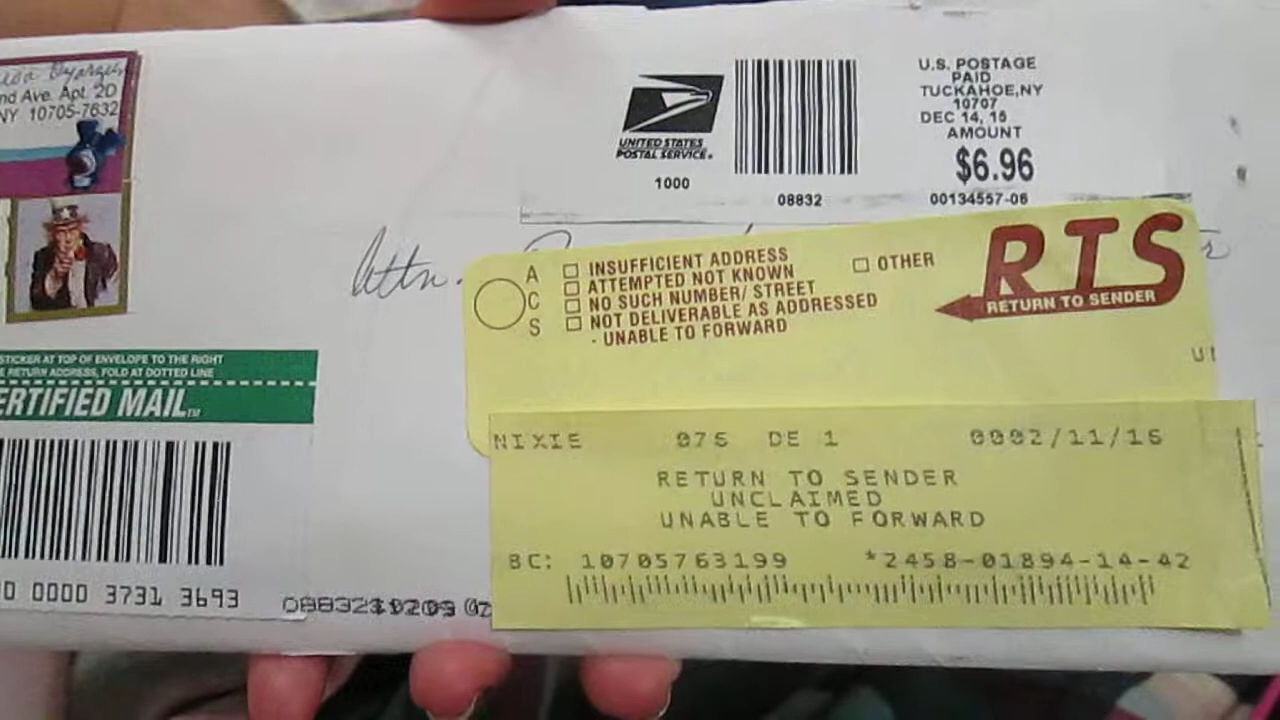 nd Ave. Apt. 20
NY 10705-7632
UNITED STATES
POSTAL SERVICE®
1000
08832
U.S. POSTAGE
PAID
TUCKAHOE,NY
10707
DEC 14, 15
AMOUNT
$6.96
00134557-06
Attn.
A
C
S
INSUFFICIENT ADDRESS
ATTEMPTED NOT KNOWN
NO SUCH NUMBER/ STREET
NOT DELIVERABLE AS ADDRESSED
- UNABLE TO FORWARD
OTHER
RTS
RETURN TO SENDER
STICKER AT TOP OF ENVELOPE TO THE RIGHT
E RETURN ADDRESS, FOLD AT DOTTED LINE
ERTIFIED MAIL™
0 0000 3731 3693
NIXIE 075 DE 1 0002/11/16
RETURN TO SENDER
UNCLAIMED
UNABLE TO FORWARD
BC: 10705763199 *2458-01894-14-42